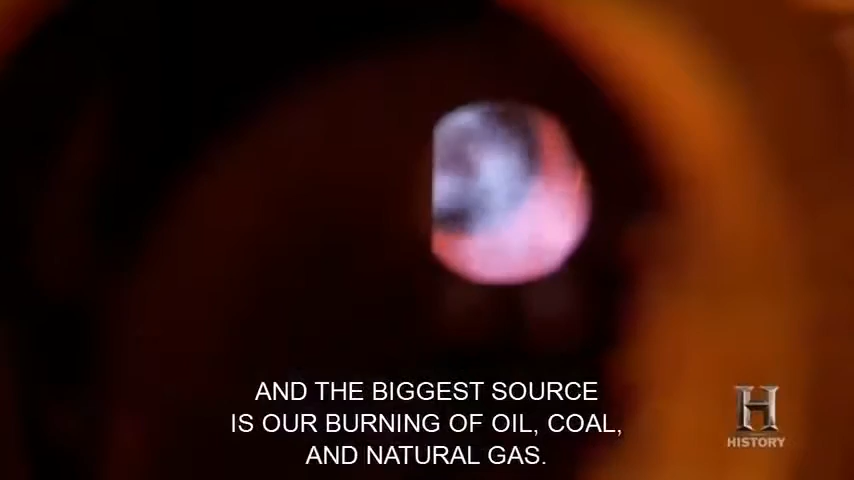 AND THE BIGGEST SOURCE
IS OUR BURNING OF OIL, COAL,
AND NATURAL GAS.
H
HISTORY